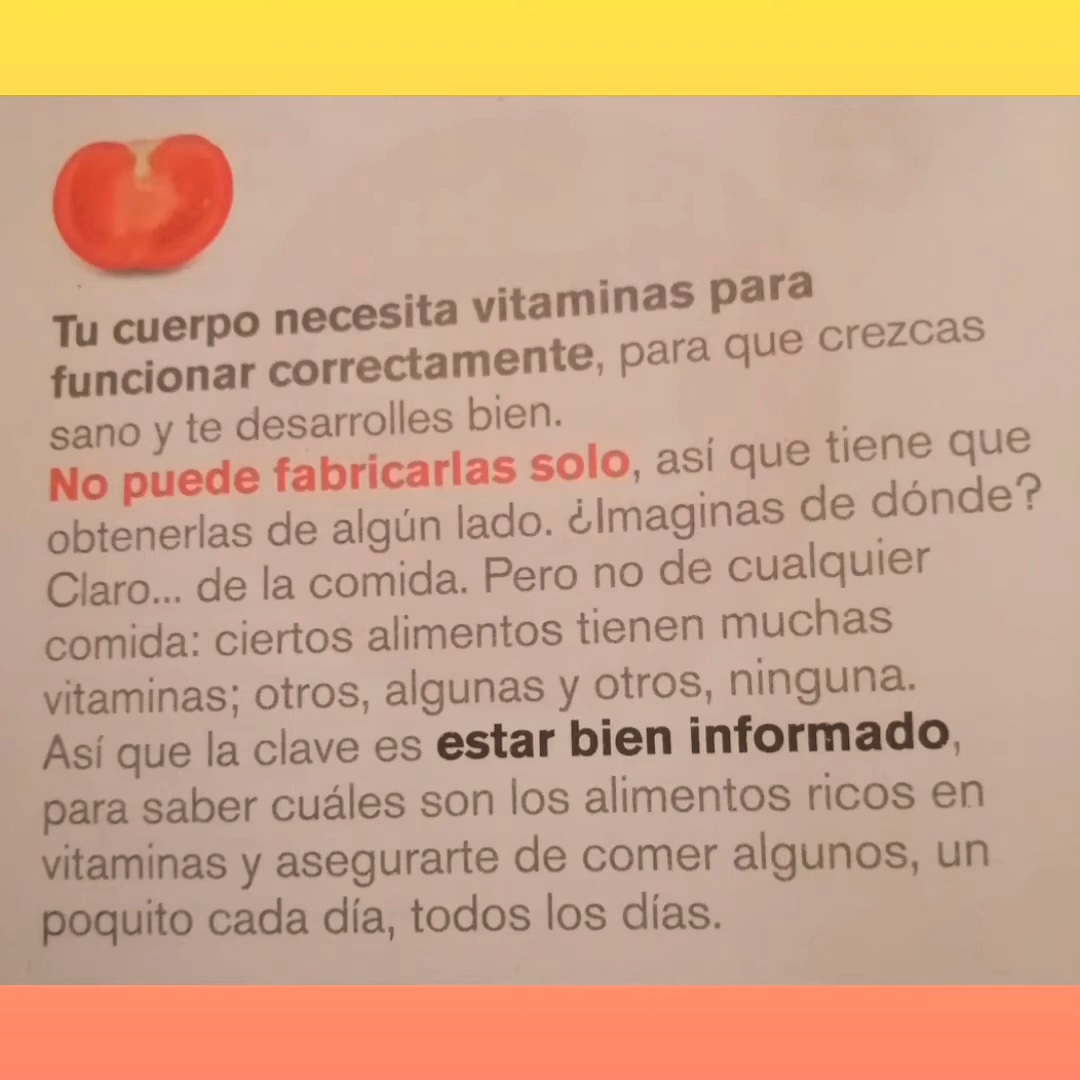 Tu cuerpo necesita vitaminas para
funcionar correctamente, para que crezcas
sano y te desarrolles bien.
No puede fabricarlas solo, así que tiene que
obtenerlas de algún lado. ¿Imaginas de dónde?
Claro... de la comida. Pero no de cualquier
comida: ciertos alimentos tienen muchas
vitaminas; otros, algunas y otros, ninguna.
Así que la clave es estar bien informado,
para saber cuáles son los alimentos ricos en
vitaminas y asegurarte de comer algunos, un
poquito cada día, todos los días.